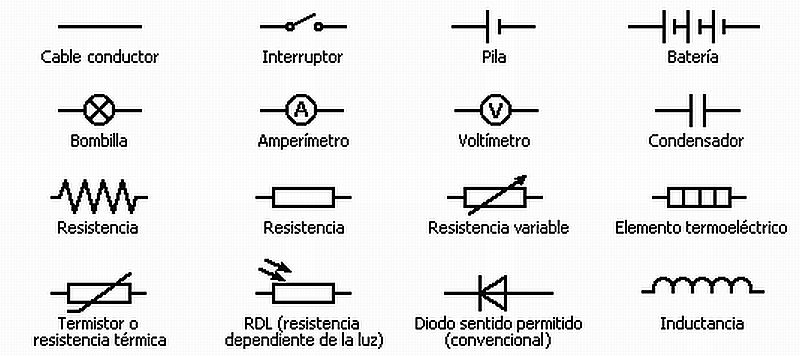 Cable conductor
Interruptor
Pila
Batería
A
V
Bombilla
Amperímetro
Voltímetro
Condensador
Resistencia
Resistencia
Resistencia variable
Elemento termoeléctrico
Termistor o
resistencia térmica
RDL (resistencia
dependiente de la luz)
Diodo sentido permitido
(convencional)
Inductancia